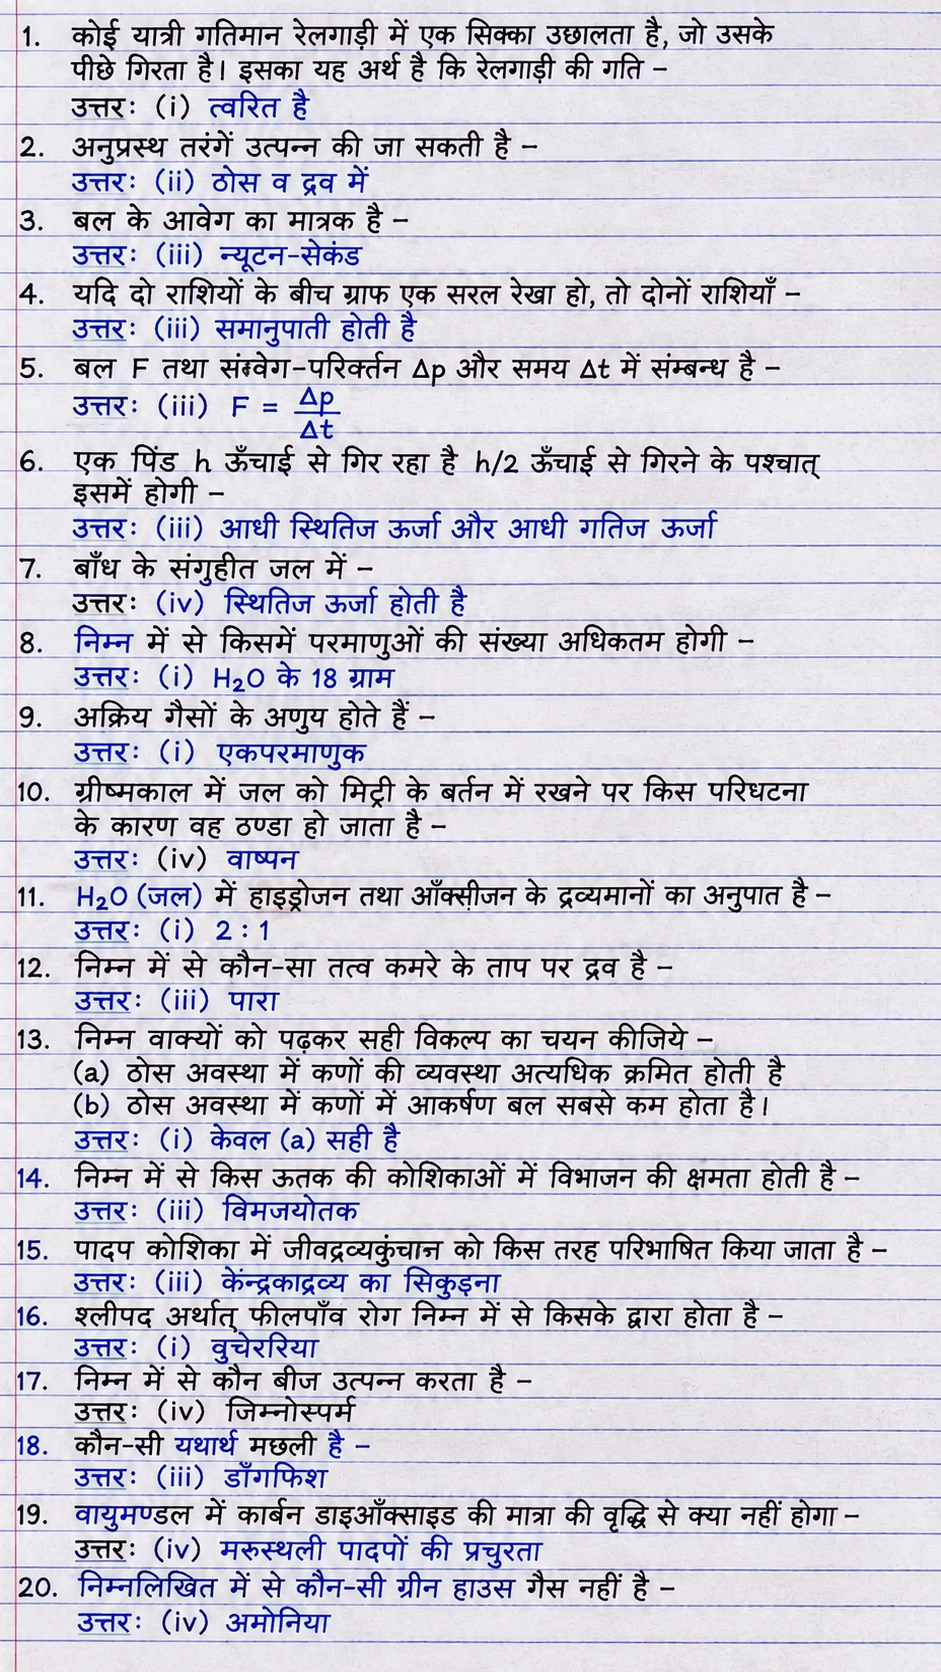 1. कोई यात्री गतिमान रेलगाड़ी में एक सिक्का उछालता है, जो उसके
पीछे गिरता है। इसका यह अर्थ है कि रेलगाड़ी की गति –
उत्तरः (i) त्वरित है
2. अनुप्रस्थ तरंगें उत्पन्न की जा सकती है –
उत्तरः (ii) ठोस व द्रव में
3. बल के आवेग का मात्रक है –
उत्तरः (iii) न्यूटन-सेकंड
4. यदि दो राशियों के बीच ग्राफ एक सरल रेखा हो, तो दोनों राशियाँ –
उत्तरः (iii) समानुपाती होती है
5. बल F तथा संवेग-परिर्क्तन Δp और समय Δt में संम्बन्ध है –
उत्तरः (iii) F = Δp/Δt
6. एक पिंड h ऊँचाई से गिर रहा है h/2 ऊँचाई से गिरने के पश्चात्
इसमें होगी –
उत्तरः (iii) आधी स्थितिज ऊर्जा और आधी गतिज ऊर्जा
7. बाँध के संगुहीत जल में –
उत्तरः (iv) स्थितिज ऊर्जा होती है
8. निम्न में से किसमें परमाणुओं की संख्या अधिकतम होगी –
उत्तरः (i) H₂O के 18 ग्राम
9. अक्रिय गैसों के अणुय होते हैं –
उत्तरः (i) एकपरमाणुक
10. ग्रीष्मकाल में जल को मिट्री के बर्तन में रखने पर किस परिधटना
के कारण वह ठण्डा हो जाता है –
उत्तरः (iv) वाष्पन
11. H₂O (जल) में हाइड्रोजन तथा आँक्सीजन के द्रव्यमानों का अनुपात है –
उत्तरः (i) 2 : 1
12. निम्न में से कौन-सा तत्व कमरे के ताप पर द्रव है –
उत्तरः (iii) पारा
13. निम्न वाक्यों को पढ़कर सही विकल्प का चयन कीजिये –
(a) ठोस अवस्था में कणों की व्यवस्था अत्यधिक क्रमित होती है
(b) ठोस अवस्था में कणों में आकर्षण बल सबसे कम होता है।
उत्तरः (i) केवल (a) सही है
14. निम्न में से किस ऊतक की कोशिकाओं में विभाजन की क्षमता होती है –
उत्तरः (iii) विमजयोतक
15. पादप कोशिका में जीवद्रव्यकुंचान को किस तरह परिभाषित किया जाता है –
उत्तरः (iii) केंन्द्रकाद्रव्य का सिकुड़ना
16. श्लीपद अर्थात् फीलपाँव रोग निम्न में से किसके द्वारा होता है –
उत्तरः (i) वुचेररिया
17. निम्न में से कौन बीज उत्पन्न करता है –
उत्तरः (iv) जिम्नोस्पर्म
18. कौन-सी यथार्थ मछली है –
उत्तरः (iii) डाँगफिश
19. वायुमण्डल में कार्बन डाइआँक्साइड की मात्रा की वृद्धि से क्या नहीं होगा –
उत्तरः (iv) मरुस्थली पादपों की प्रचुरता
20. निम्नलिखित में से कौन-सी ग्रीन हाउस गैस नहीं है –
उत्तरः (iv) अमोनिया